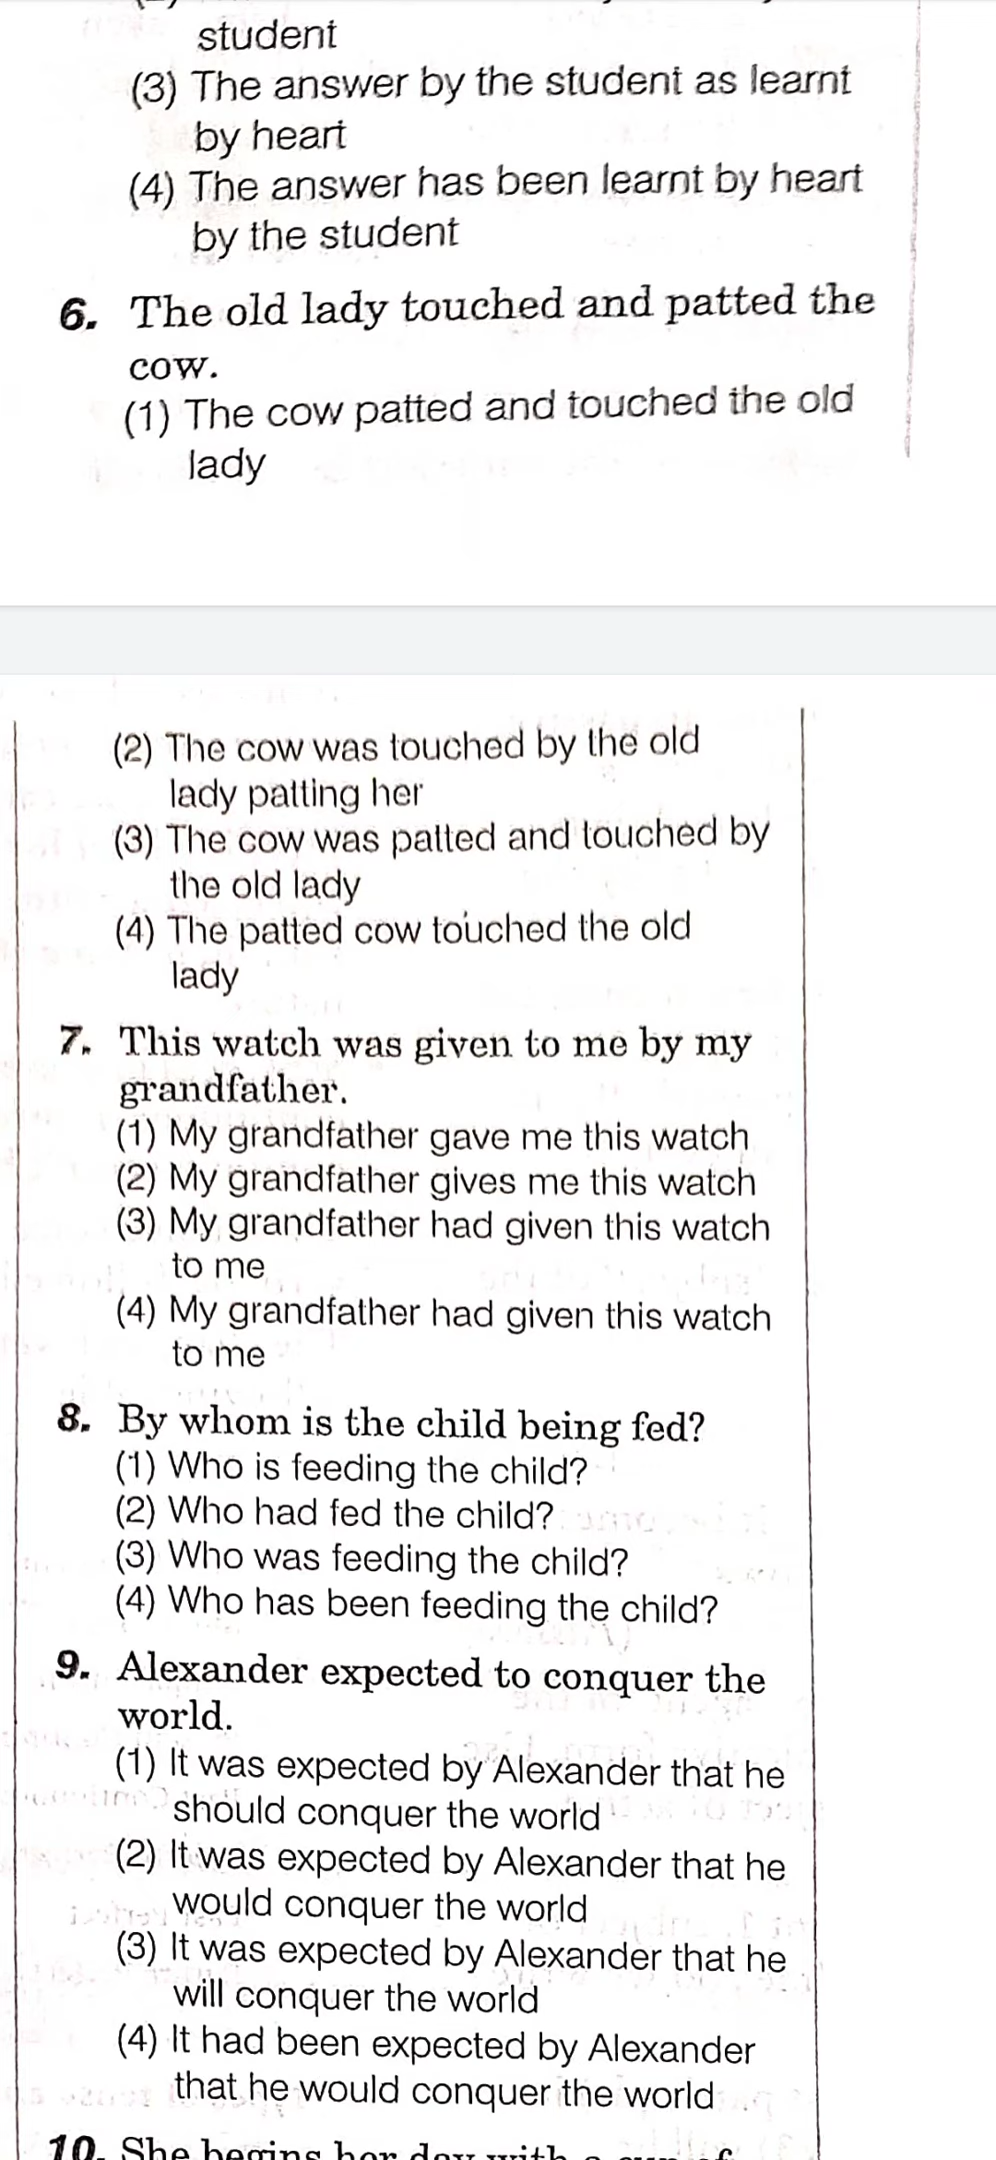 student
(3) The answer by the student as learnt
by heart
(4) The answer has been learnt by heart
by the student
6. The old lady touched and patted the
cow.
(1) The cow patted and touched the old
lady
(2) The cow was touched by the old
lady patting her
(3) The cow was patted and touched by
the old lady
(4) The patted cow touched the old
lady
7. This watch was given to me by my
grandfather.
(1) My grandfather gave me this watch
(2) My grandfather gives me this watch
(3) My grandfather had given this watch
to me
(4) My grandfather had given this watch
to me
8. By whom is the child being fed?
(1) Who is feeding the child?
(2) Who had fed the child?
(3) Who was feeding the child?
(4) Who has been feeding the child?
9. Alexander expected to conquer the
world.
(1) It was expected by Alexander that he
should conquer the world
(2) It was expected by Alexander that he
would conquer the world
(3) It was expected by Alexander that he
will conquer the world
(4) It had been expected by Alexander
that he would conquer the world
10. She begins her day with a cup of